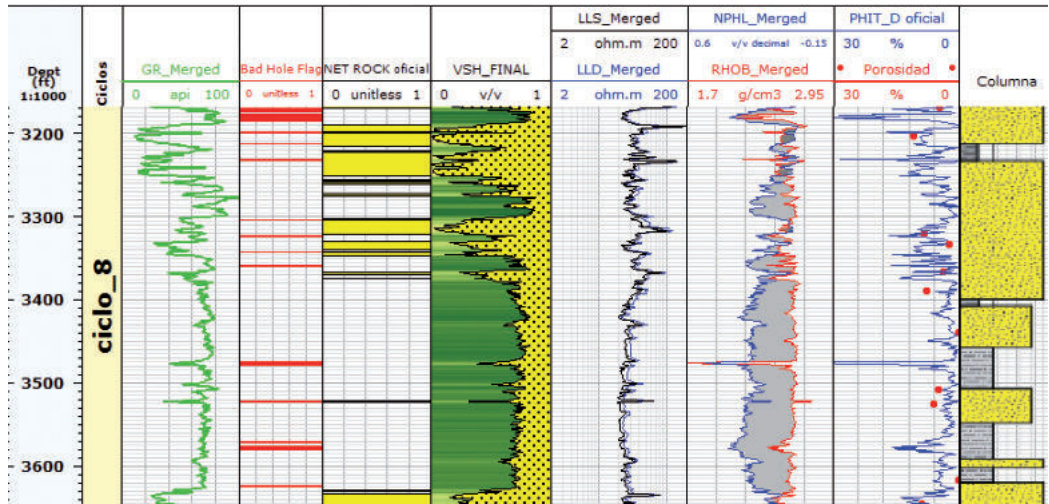 LLS_Merged NPHL_Merged PHIT_D oficial
2 ohm.m 200 0.6 v/v decimal -0.15 30 % 0
Dept (ft) 1:1000 ciclos GR_Merged Bad Hole Flag NET ROCK oficial VSH_FINAL LLD_Merged RHOB_Merged Porosidad Columna
0 api 100 0 unitless 1 0 unitless 1 0 v/v 1 2 ohm.m 200 1.7 g/cm3 2.95 30 % 0
ciclo_8
3200
3300
3400
3500
3600